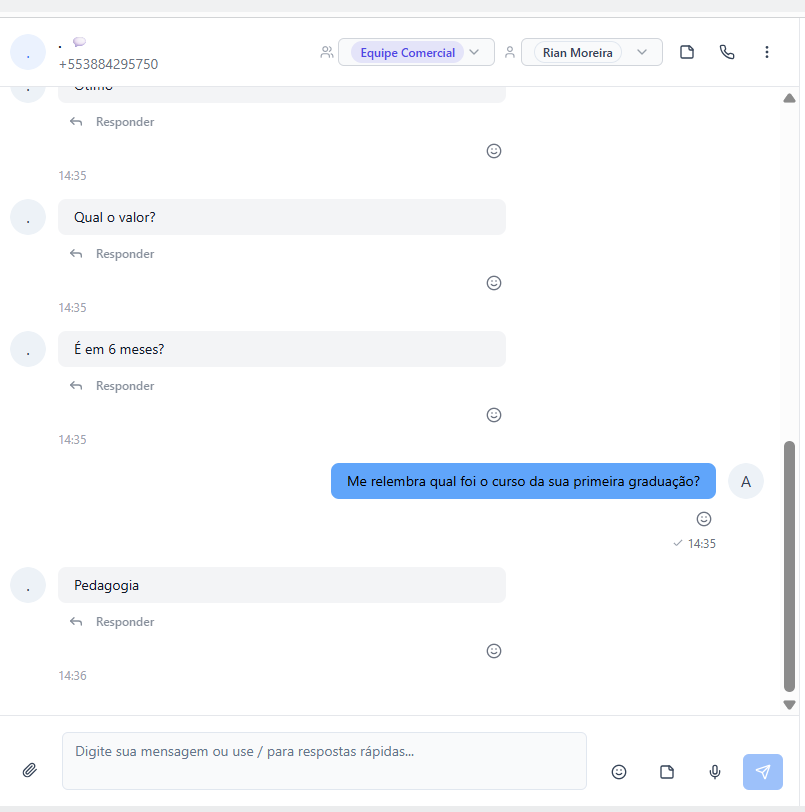 .
+553884295750
Equipe Comercial
Rian Moreira
.
Ótimo
Responder
14:35
.
Qual o valor?
Responder
14:35
.
É em 6 meses?
Responder
14:35
Me relembra qual foi o curso da sua primeira graduação?
A
14:35
.
Pedagogia
Responder
14:36
Digite sua mensagem ou use / para respostas rápidas...